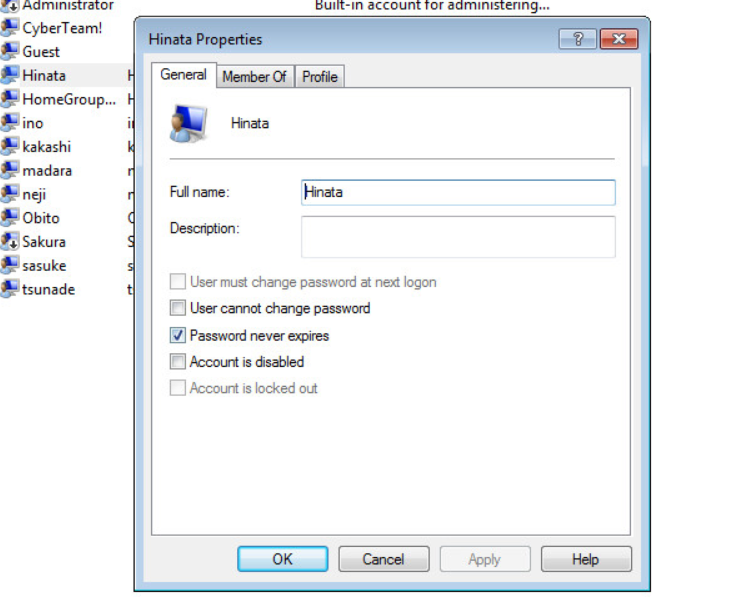 Administrator Built-in account for administering...
CyberTeam!
Guest
Hinata H
HomeGroup... H
ino
kakashi k
madara
neji
Obito
Sakura S
sasuke s
tsunade t
Hinata Properties
General Member Of Profile
Hinata
Full name: Hinata
Description:
User must change password at next logon
User cannot change password
Password never expires
Account is disabled
Account is locked out
OK Cancel Apply Help